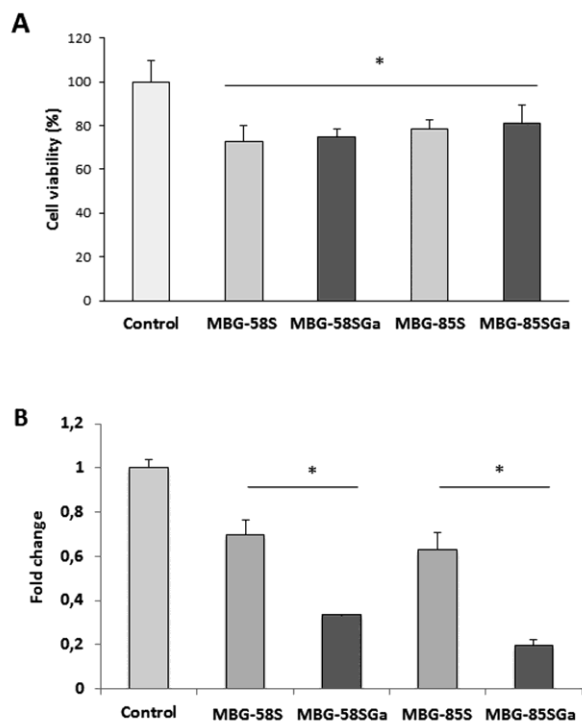 A
120
100
80
60
40
20
0
Cell viability (%)
*
Control MBG-58S MBG-58SGa MBG-85S MBG-85SGa
B
1,2
1
0,8
0,6
0,4
0,2
0
Fold change
* *
Control MBG-58S MBG-58SGa MBG-85S MBG-85SGa